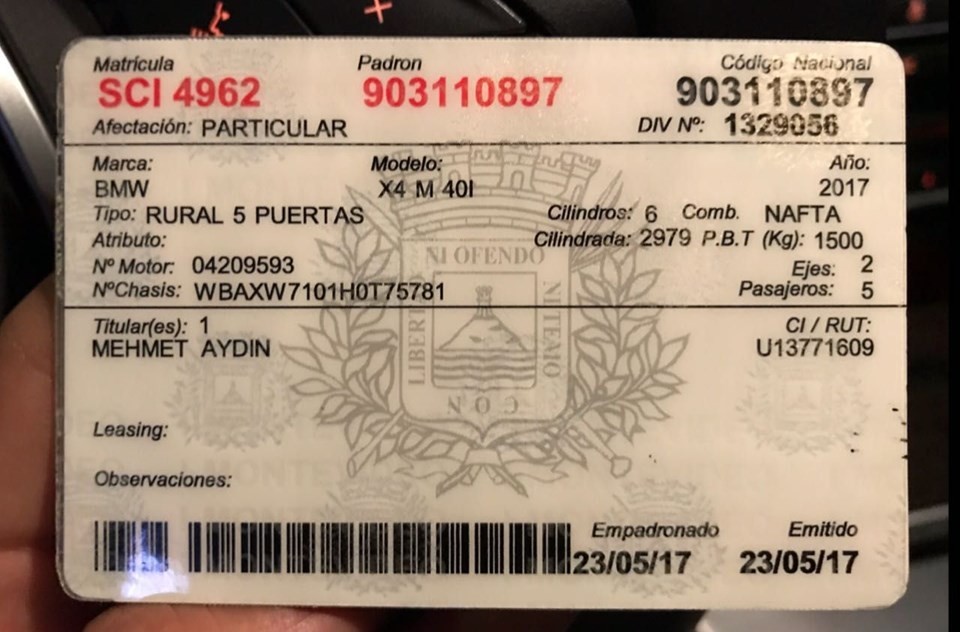 Matrícula Padron Código Nacional
SCI 4962 903110897 903110897
Afectación: PARTICULAR DIV Nº: 1329056
Marca: Modelo: Año:
BMW X4 M 40I 2017
Tipo: RURAL 5 PUERTAS Cilindros: 6 Comb. NAFTA
Atributo: Cilindrada: 2979 P.B.T (Kg): 1500
Nº Motor: 04209593 Ejes: 2
NºChasis: WBAXW7101H0T75781 Pasajeros: 5
NI OFENDO
LIBERTAD
NI TEMO
CON
Titular(es): 1 CI / RUT:
MEHMET AYDIN U13771609
Leasing:
Observaciones:
Empadronado Emitido
23/05/17 23/05/17